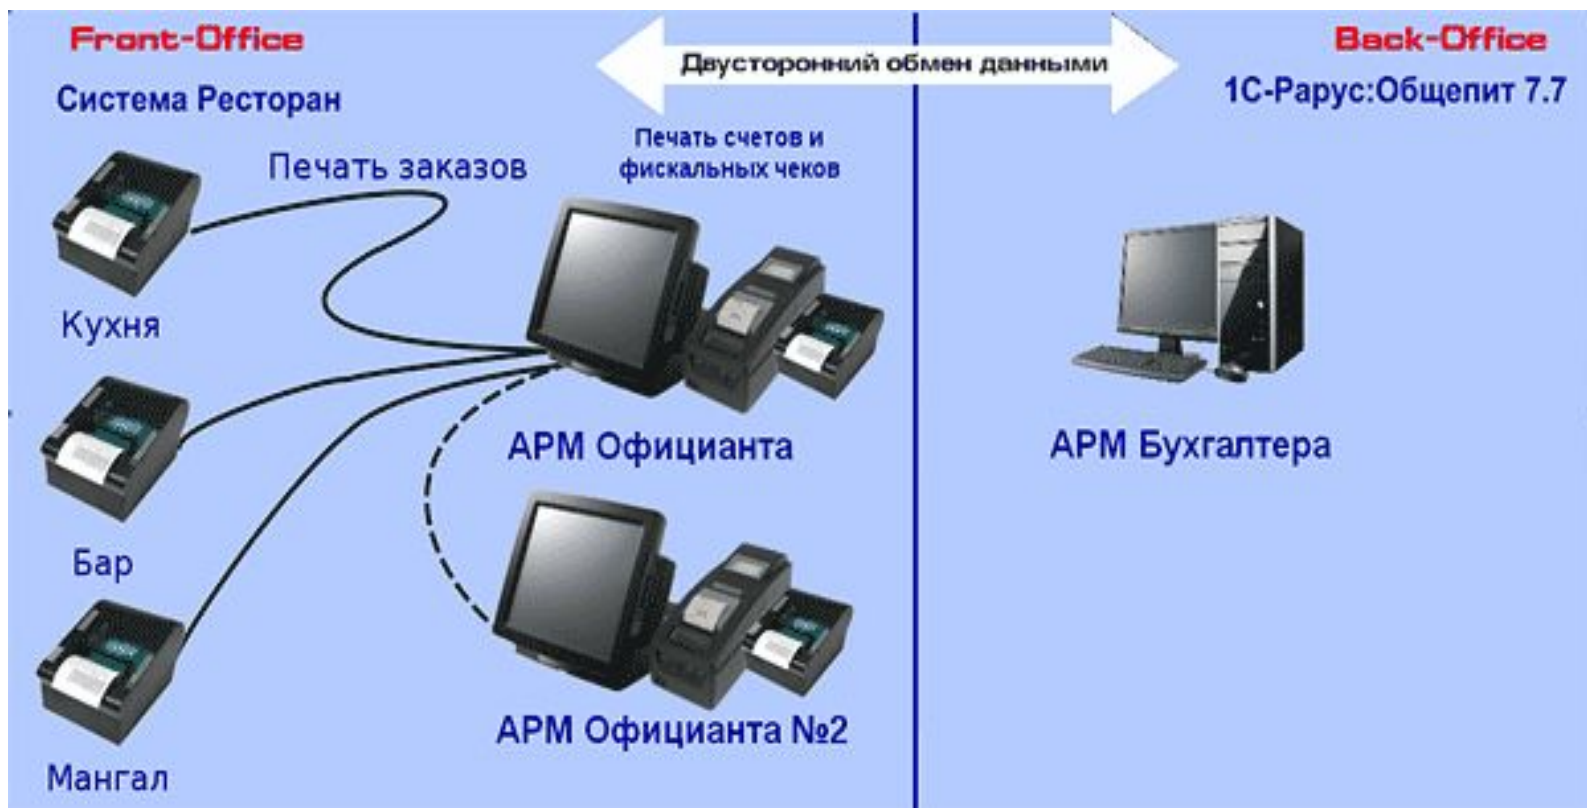 Front-Office
Система Ресторан
Печать заказов
Печать счетов и
фискальных чеков
Кухня
Бар
Мангал
АРМ Официанта
АРМ Официанта №2
Двусторонний обмен данными
Back-Office
1С-Рарус:Общепит 7.7
АРМ Бухгалтера